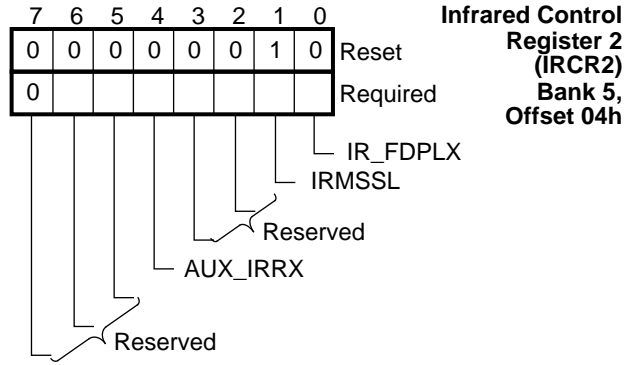 7 6 5 4 3 2 1 0
0 0 0 0 0 0 1 0 Reset
0 Required
Infrared Control
Register 2
(IRCR2)
Bank 5,
Offset 04h
IR_FDPLX
IRMSSL
Reserved
AUX_IRRX
Reserved